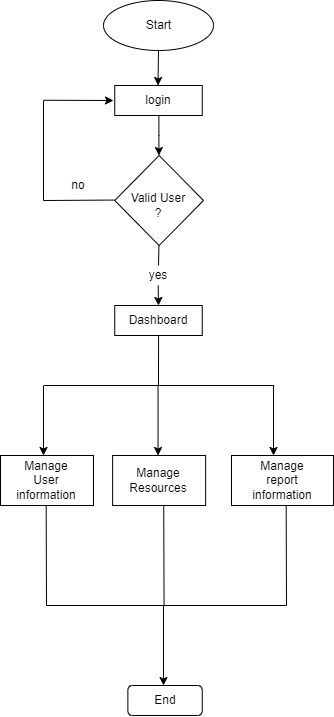 Start
login
no
Valid User
?
yes
Dashboard
Manage
User
information
Manage
Resources
Manage
report
information
End